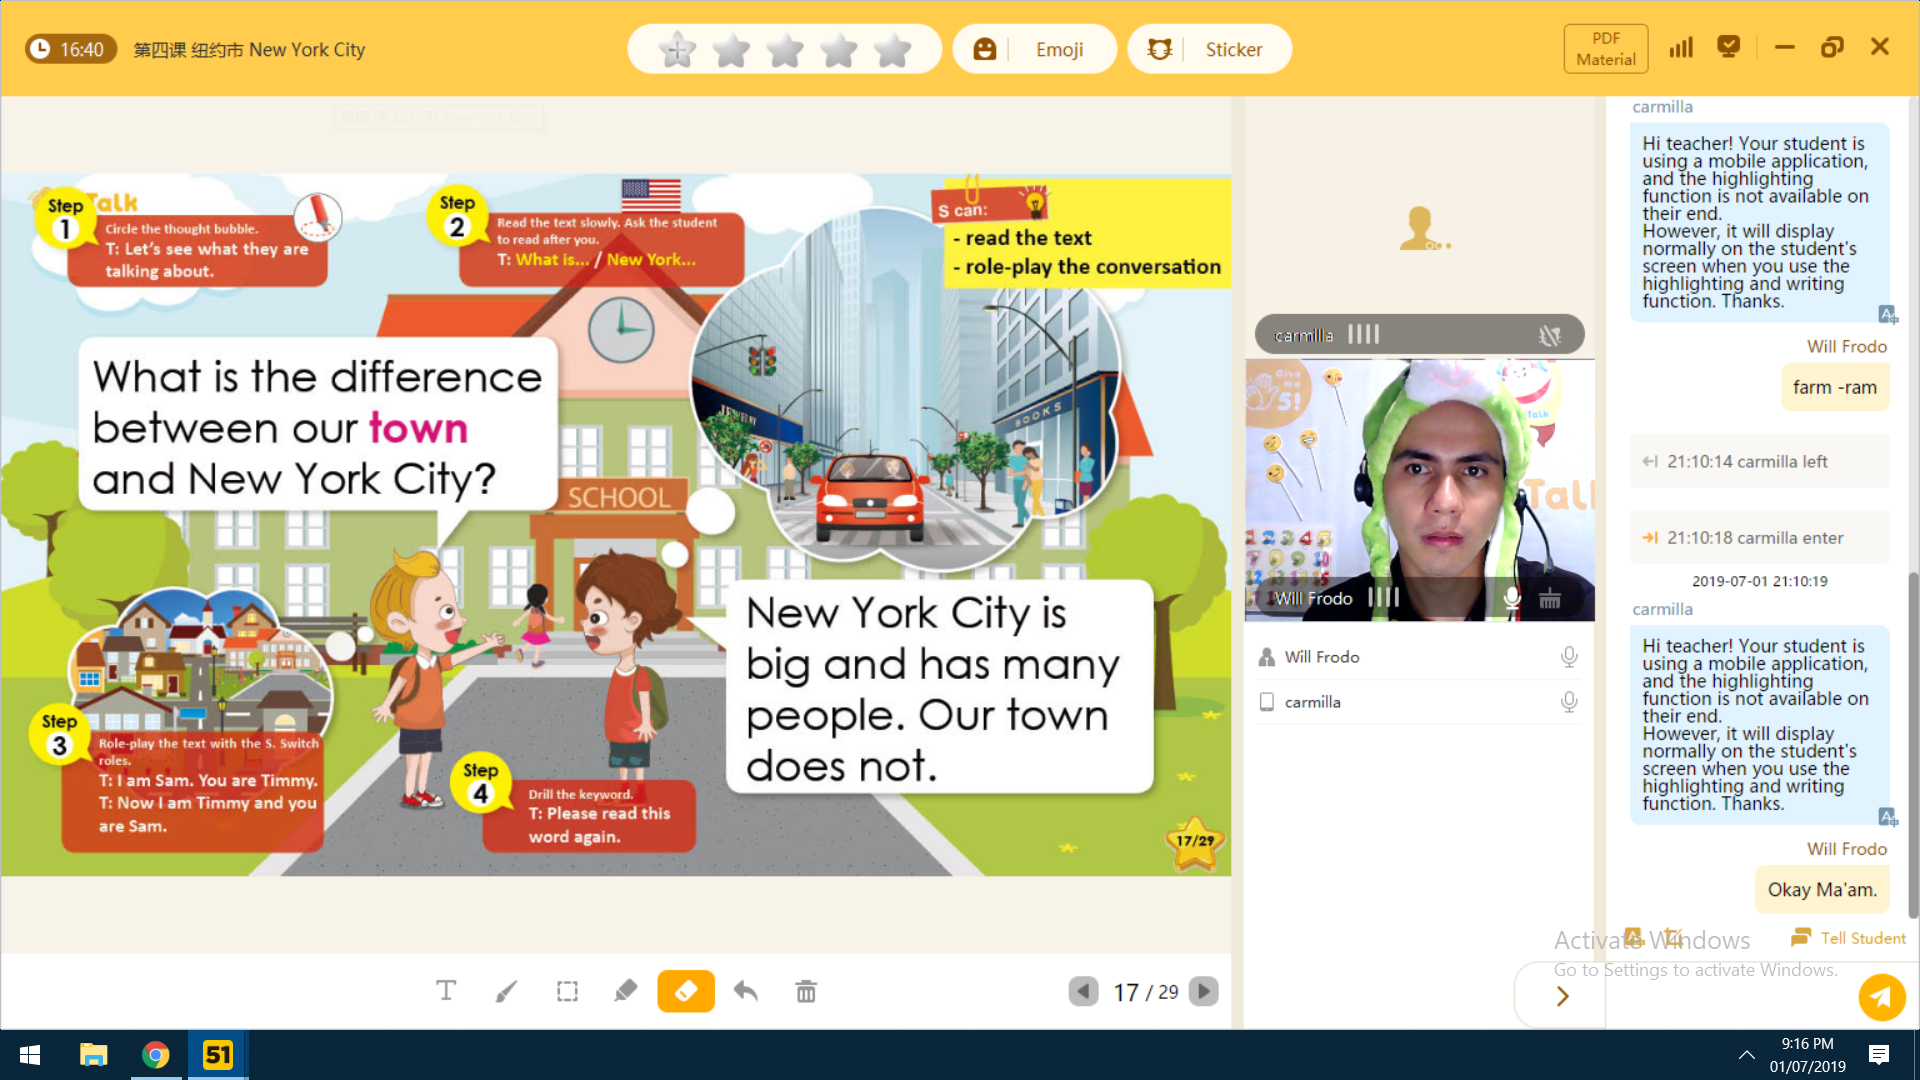 16:40
第四课 纽约市 New York City
Emoji
Sticker
PDF
Material
Step
1
Talk
Circle the thought bubble.
T: Let's see what they are
talking about.
Step
2
Read the text slowly. Ask the student
to read after you.
T: What is... / New York...
S can:
- read the text
- role-play the conversation
What is the difference
between our town
and New York City?
JEWELRY
BOOKS
SCHOOL
New York City is
big and has many
people. Our town
does not.
Step
3
Role-play the text with the S. Switch
roles.
T: I am Sam. You are Timmy.
T: Now I am Timmy and you
are Sam.
Step
4
Drill the keyword.
T: Please read this
word again.
17/29
T
17 / 29
carmilla
Give
me
5!
Talk
Talk
Will Frodo
Will Frodo
carmilla
carmilla
Hi teacher! Your student is
using a mobile application,
and the highlighting
function is not available on
their end.
However, it will display
normally on the student's
screen when you use the
highlighting and writing
function. Thanks.
Will Frodo
farm -ram
21:10:14 carmilla left
21:10:18 carmilla enter
2019-07-01 21:10:19
carmilla
Hi teacher! Your student is
using a mobile application,
and the highlighting
function is not available on
their end.
However, it will display
normally on the student's
screen when you use the
highlighting and writing
function. Thanks.
Will Frodo
Okay Ma'am.
Activate Windows
Go to Settings to activate Windows.
Tell Student
51
9:16 PM
01/07/2019